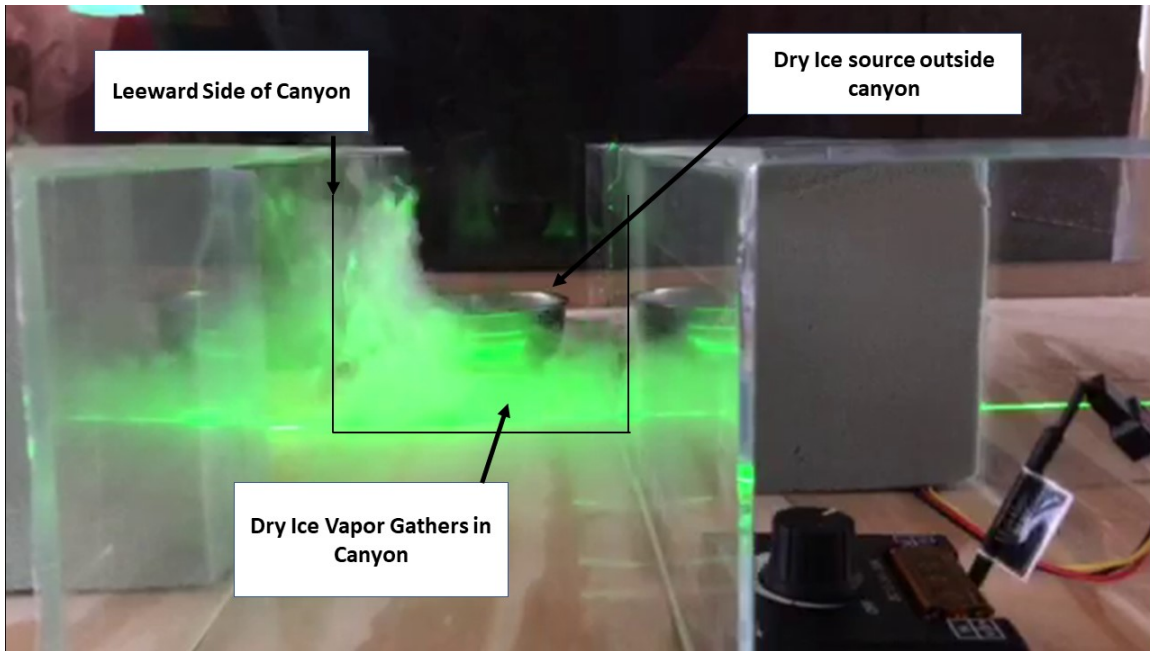 Leeward Side of Canyon
Dry Ice source outside
canyon
Dry Ice Vapor Gathers in
Canyon